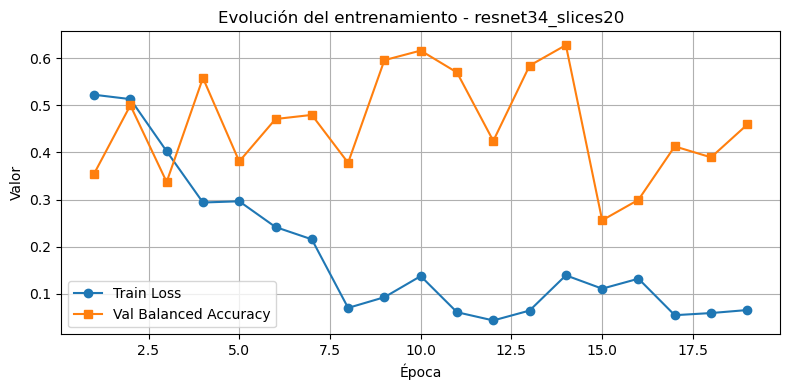 Evolución del entrenamiento - resnet34_slices20
Valor
0.6
0.5
0.4
0.3
0.2
0.1
Train Loss
Val Balanced Accuracy
2.5 5.0 7.5 10.0 12.5 15.0 17.5
Época